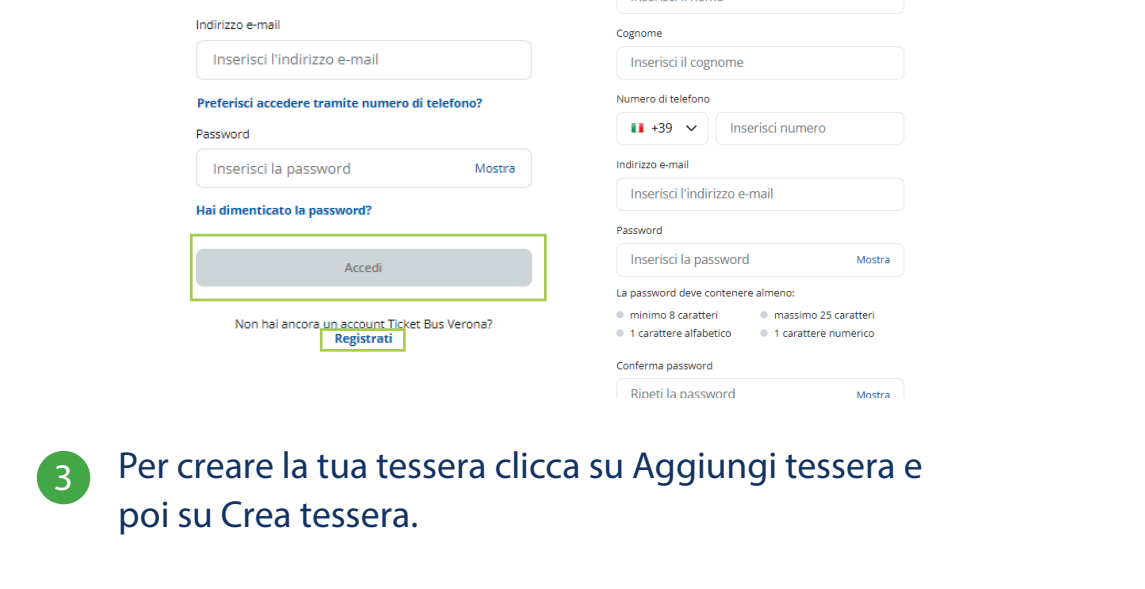 Indirizzo e-mail
Inserisci l'indirizzo e-mail
Preferisci accedere tramite numero di telefono?
Password
Inserisci la password Mostra
Hai dimenticato la password?
Accedi
Non hai ancora un account Ticket Bus Verona?
Registrati
Cognome
Inserisci il cognome
Numero di telefono
+39 Inserisci numero
Indirizzo e-mail
Inserisci l'indirizzo e-mail
Password
Inserisci la password Mostra
La password deve contenere almeno:
minimo 8 caratteri massimo 25 caratteri
1 carattere alfabetico 1 carattere numerico
Conferma password
Ripeti la password Mostra
3 Per creare la tua tessera clicca su Aggiungi tessera e
poi su Crea tessera.